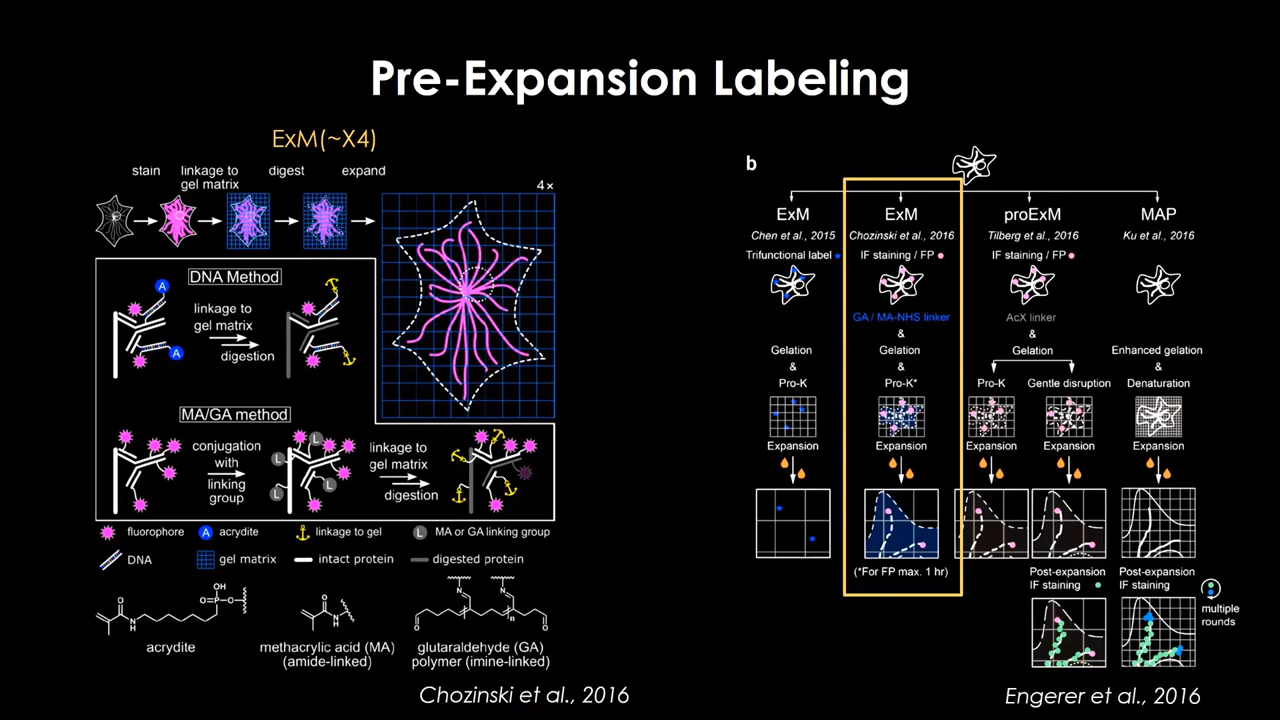 Pre-Expansion Labeling
ExM(~X4)
stain
linkage to
gel matrix
digest
expand
4×
DNA Method
A
linkage to
gel matrix
digestion
A
MA/GA method
conjugation
with
linking
group
L
L
L
L
linkage to
gel matrix
digestion
fluorophore
A
acrydite
linkage to gel
L
MA or GA linking group
DNA
gel matrix
intact protein
digested protein
O
N
H
O
OH
P
O
acrydite
O
N
H
methacrylic acid (MA)
(amide-linked)
O
N
N
n
O
glutaraldehyde (GA)
polymer (imine-linked)
Chozinski et al., 2016
b
ExM
Chen et al., 2015
Trifunctional label
Gelation
&
Pro-K
Expansion
ExM
Chozinski et al., 2016
IF staining / FP
GA / MA-NHS linker
&
Gelation
&
Pro-K*
Expansion
(*For FP max. 1 hr)
proExM
Tilberg et al., 2016
IF staining / FP
AcX linker
&
Gelation
Pro-K
Gentle disruption
Expansion
Expansion
Post-expansion
IF staining
MAP
Ku et al., 2016
Enhanced gelation
&
Denaturation
Expansion
Post-expansion
IF staining
multiple
rounds
Engerer et al., 2016